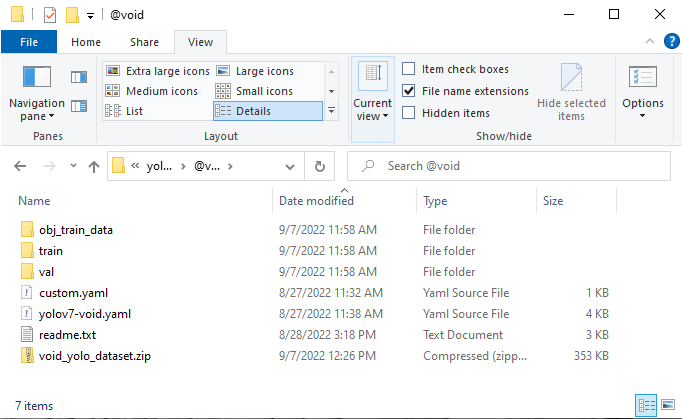 @void
File Home Share View
Navigation pane
Panes
Extra large icons Large icons
Medium icons Small icons
List Details
Layout
Current view
Item check boxes
File name extensions
Hidden items
Hide selected items
Show/hide
Options
« yol... > @v... >
Search @void
Name Date modified Type Size
obj_train_data 9/7/2022 11:58 AM File folder
train 9/7/2022 11:58 AM File folder
val 9/7/2022 11:58 AM File folder
custom.yaml 8/27/2022 11:32 AM Yaml Source File 1 KB
yolov7-void.yaml 8/27/2022 11:38 AM Yaml Source File 4 KB
readme.txt 8/28/2022 3:18 PM Text Document 3 KB
void_yolo_dataset.zip 9/7/2022 12:26 PM Compressed (zipp... 353 KB
7 items